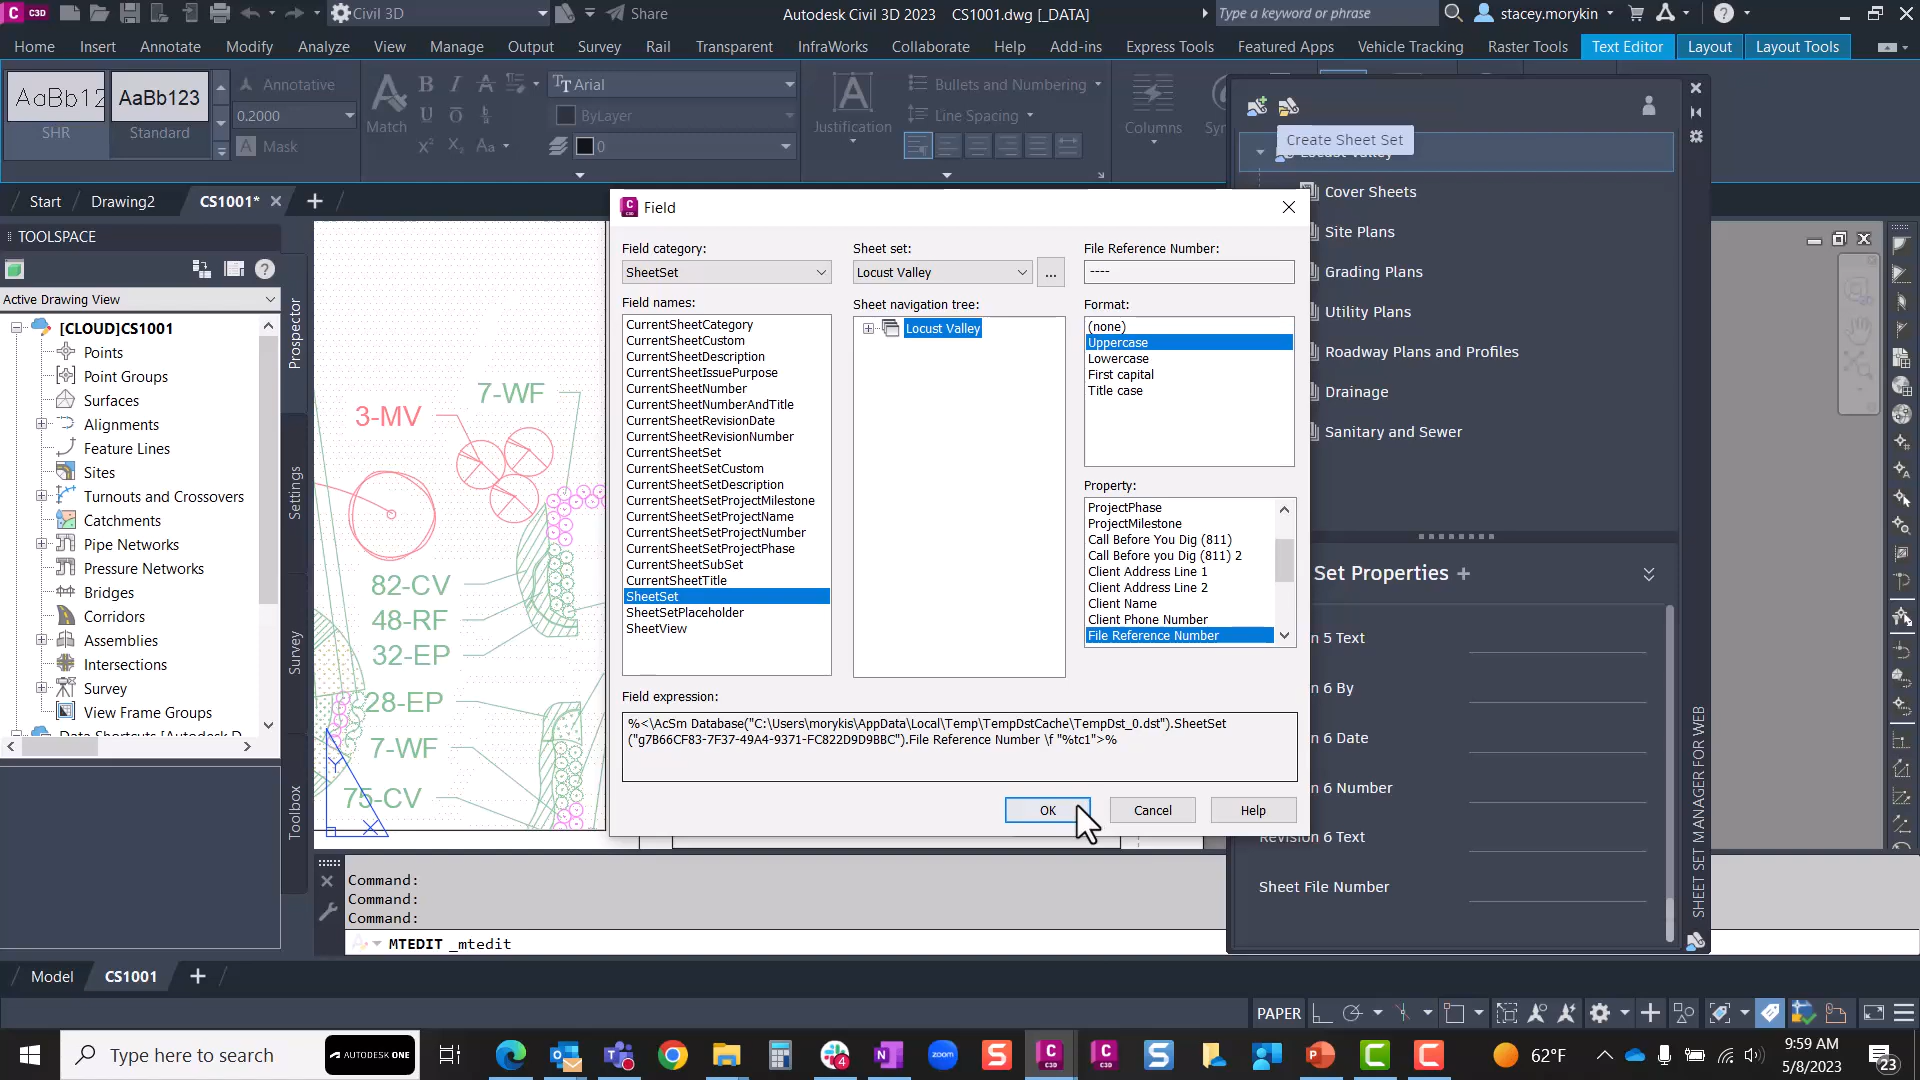 C3D Civil 3D Share Autodesk Civil 3D 2023 CS1001.dwg [_DATA] Type a keyword or phrase stacey.morykin
Home Insert Annotate Modify Analyze View Manage Output Survey Rail Transparent InfraWorks Collaborate Help Add-ins Express Tools Featured Apps Vehicle Tracking Raster Tools Text Editor Layout Layout Tools
AaBb12 AaBb123 Annotative Match B I A Arial Bullets and Numbering
0.2000 U O ByLayer Line Spacing
SHR Standard Mask Aa 0 Justification Columns
Create Sheet Set
Locust Valley
Start Drawing2 CS1001*
TOOLSPACE
Active Drawing View
[CLOUD]CS1001
Points
Point Groups
Surfaces
Alignments
Feature Lines
Sites
Turnouts and Crossovers
Catchments
Pipe Networks
Pressure Networks
Bridges
Corridors
Assemblies
Intersections
Survey
View Frame Groups
Data Shortcuts [Autodesk D
Prospector
Settings
Survey
Toolbox
7-WF
3-MV
82-CV
48-RF
32-EP
28-EP
7-WF
75-CV
Y
X
Field
Field category:
SheetSet
Field names:
CurrentSheetCategory
CurrentSheetCustom
CurrentSheetDescription
CurrentSheetIssuePurpose
CurrentSheetNumber
CurrentSheetNumberAndTitle
CurrentSheetRevisionDate
CurrentSheetRevisionNumber
CurrentSheetSet
CurrentSheetSetCustom
CurrentSheetSetDescription
CurrentSheetSetProjectMilestone
CurrentSheetSetProjectName
CurrentSheetSetProjectNumber
CurrentSheetSetProjectPhase
CurrentSheetSubSet
CurrentSheetTitle
SheetSet
SheetSetPlaceholder
SheetView
Sheet set:
Locust Valley ...
Sheet navigation tree:
Locust Valley
File Reference Number:
----
Format:
(none)
Uppercase
Lowercase
First capital
Title case
Property:
ProjectPhase
ProjectMilestone
Call Before You Dig (811)
Call Before you Dig (811) 2
Client Address Line 1
Client Address Line 2
Client Name
Client Phone Number
File Reference Number
Field expression:
%<\AcSm Database("C:\Users\morykis\AppData\Local\Temp\TempDstCache\TempDst_0.dst").SheetSet
("g7B66CF83-7F37-49A4-9371-FC822D9D9BBC").File Reference Number \f "%tc1">%
OK Cancel Help
Cover Sheets
Site Plans
Grading Plans
Utility Plans
Roadway Plans and Profiles
Drainage
Sanitary and Sewer
Set Properties
n 5 Text
n 6 By
n 6 Date
n 6 Number
Revision 6 Text
Sheet File Number
SHEET SET MANAGER FOR WEB
Command:
Command:
Command:
MTEDIT _mtedit
Model CS1001
PAPER
Type here to search AUTODESK ONE zoom 62°F 9:59 AM
5/8/2023
23